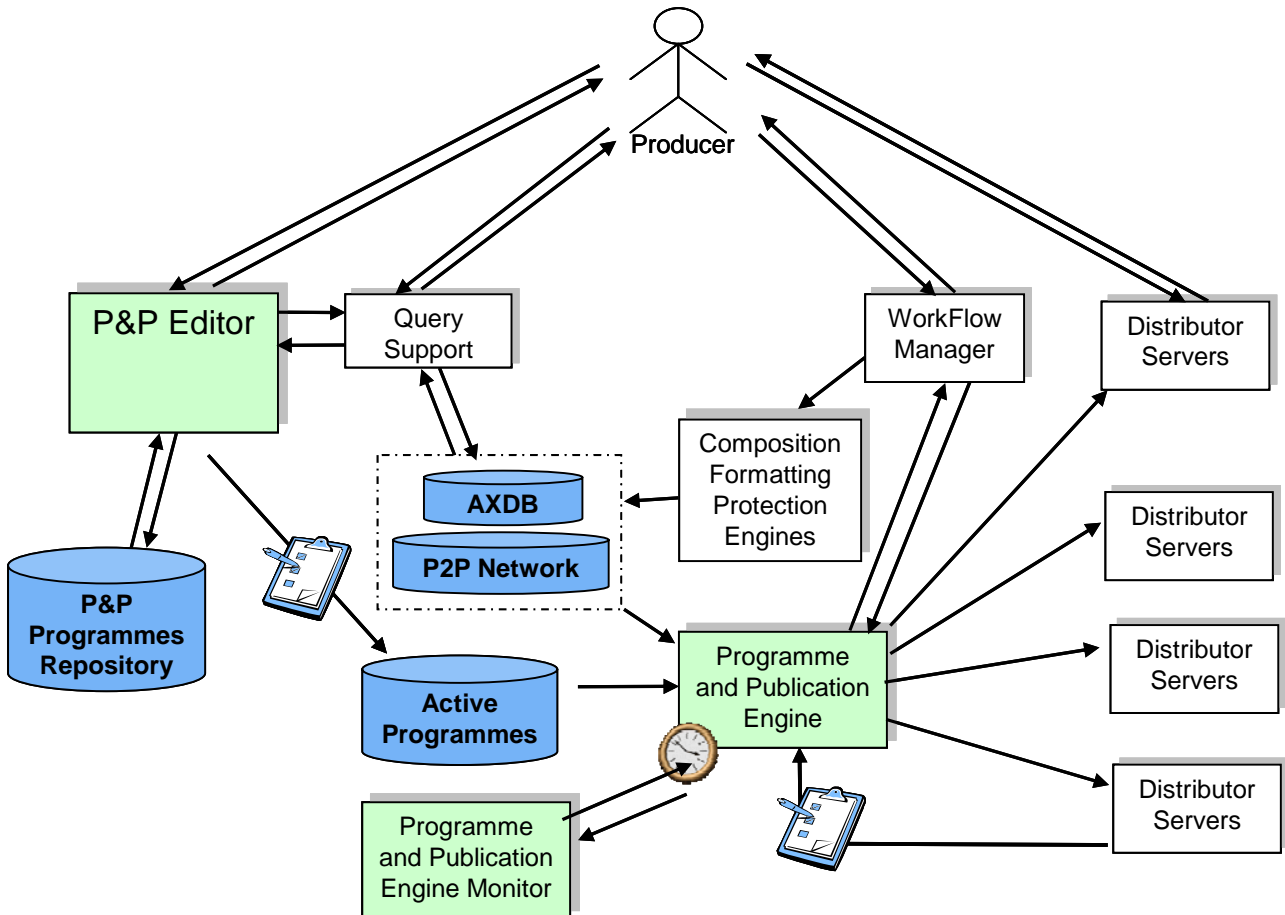 Producer
P&P Editor
Query
Support
WorkFlow
Manager
Distributor
Servers
Composition
Formatting
Protection
Engines
AXDB
P2P Network
Distributor
Servers
P&P
Programmes
Repository
Programme
and Publication
Engine
Distributor
Servers
Active
Programmes
Distributor
Servers
Programme
and Publication
Engine Monitor